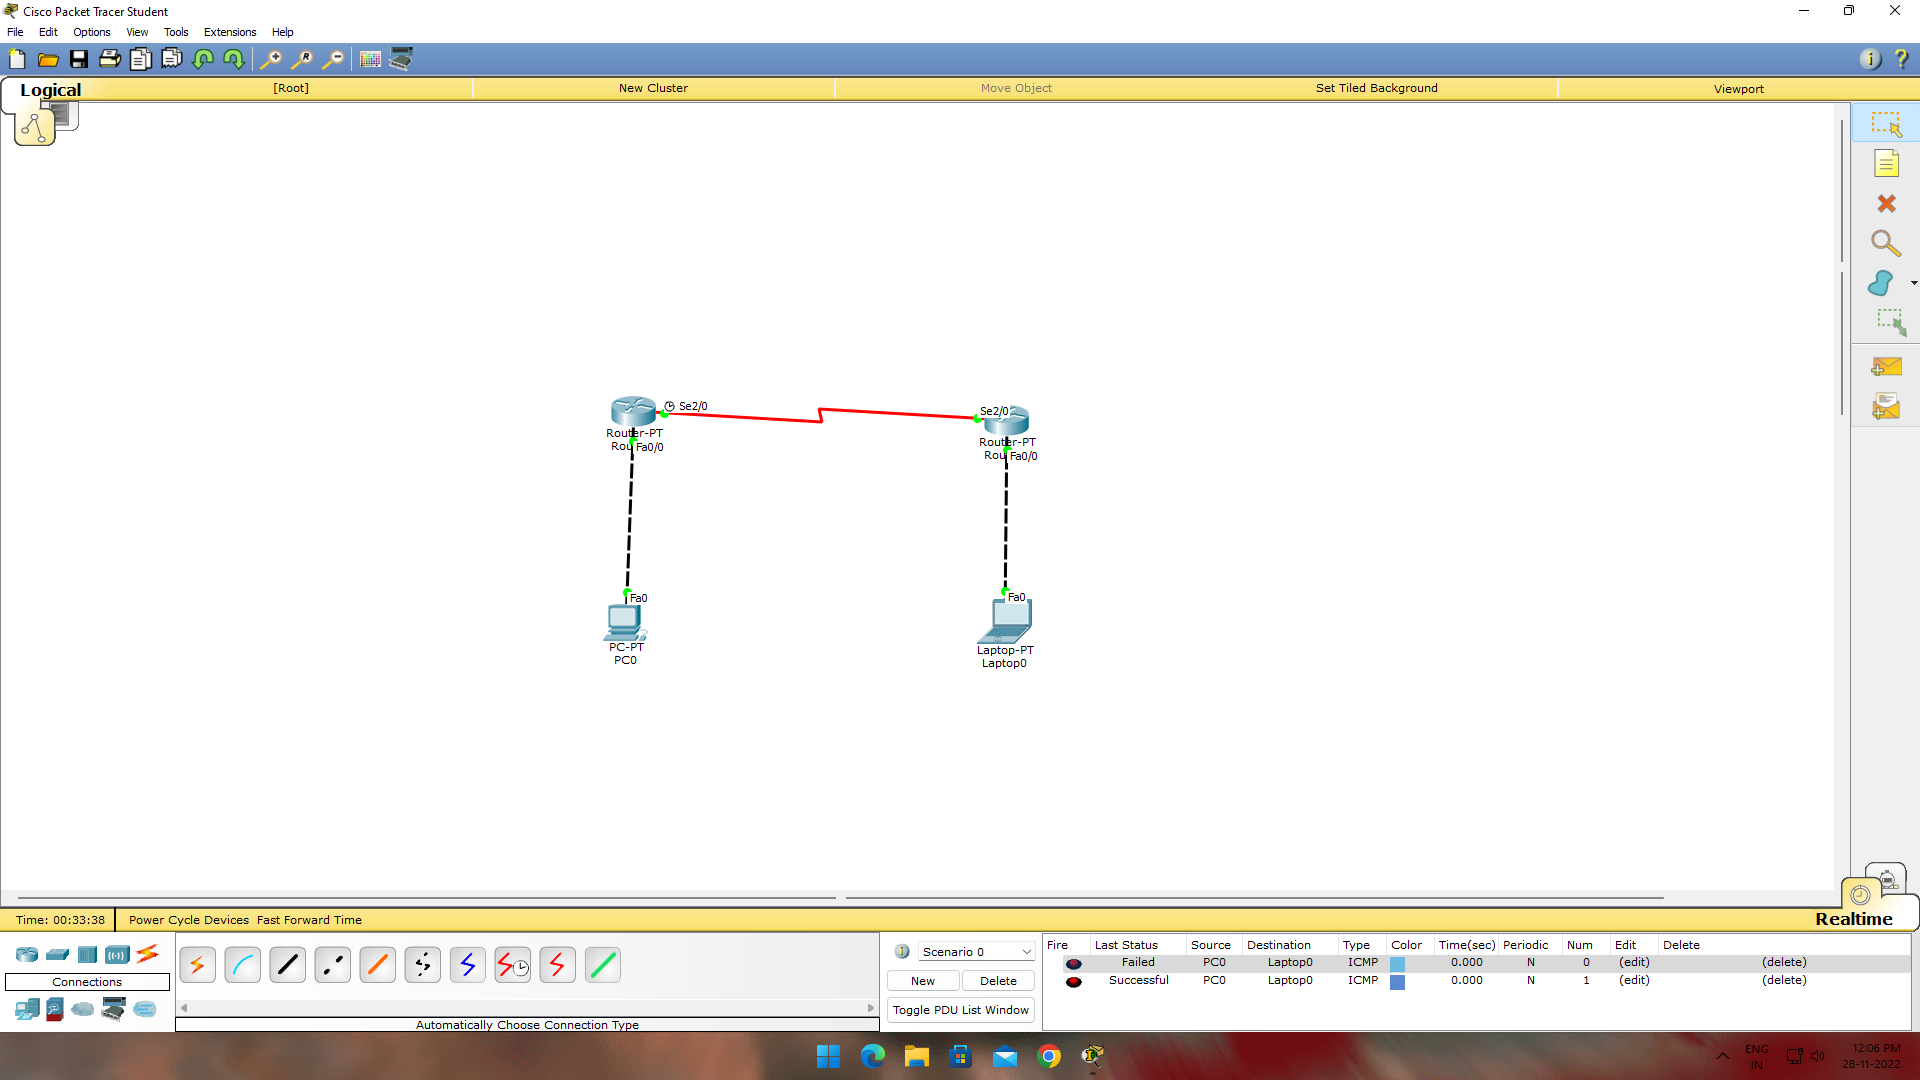 Cisco Packet Tracer Student
File Edit Options View Tools Extensions Help
Logical [Root] New Cluster Move Object Set Tiled Background Viewport
Se2/0 Se2/0
Router-PT Router-PT
Rou Fa0/0 Rou Fa0/0
Fa0 Fa0
PC-PT Laptop-PT
PC0 Laptop0
Realtime
Time: 00:33:38 Power Cycle Devices Fast Forward Time
Connections
Automatically Choose Connection Type
Scenario 0
New Delete
Toggle PDU List Window
Fire Last Status Source Destination Type Color Time(sec) Periodic Num Edit Delete
Failed PC0 Laptop0 ICMP 0.000 N 0 (edit) (delete)
Successful PC0 Laptop0 ICMP 0.000 N 1 (edit) (delete)
ENG
IN
12:06 PM
28-11-2022